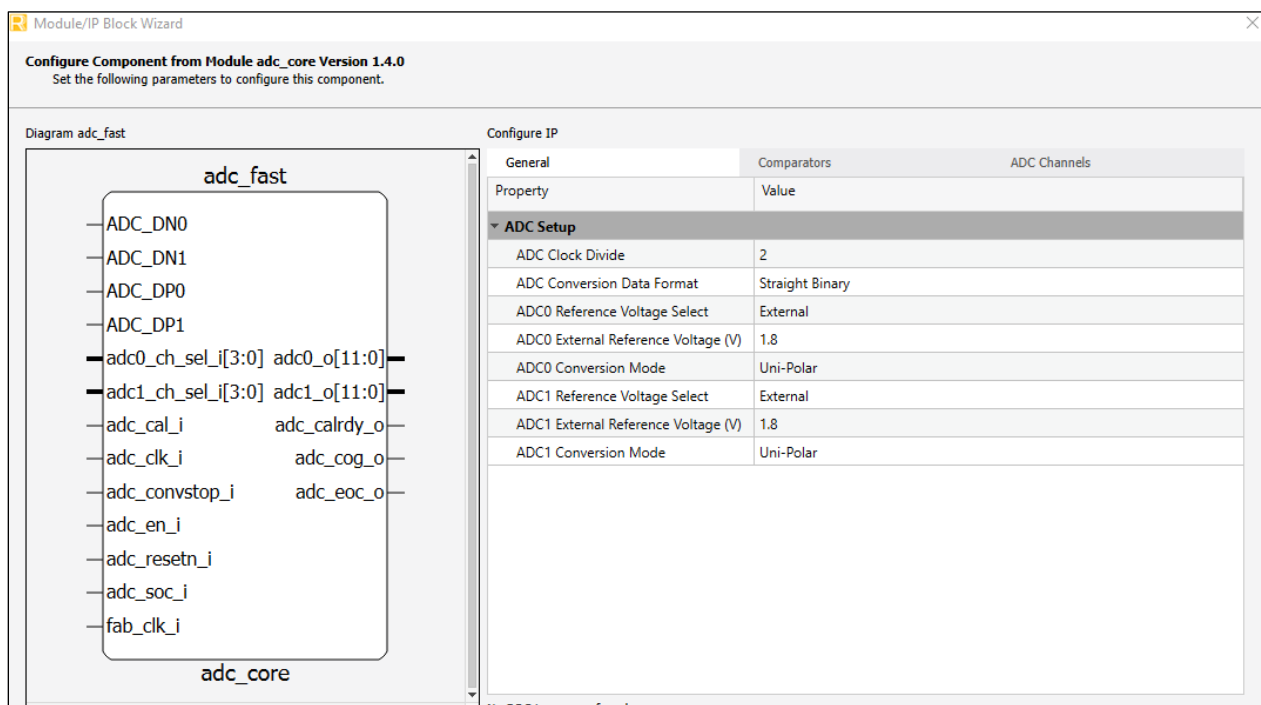 Module/IP Block Wizard
Configure Component from Module adc_core Version 1.4.0
Set the following parameters to configure this component.
Diagram adc_fast
adc_fast
ADC_DN0
ADC_DN1
ADC_DP0
ADC_DP1
adc0_ch_sel_i[3:0] adc0_o[11:0]
adc1_ch_sel_i[3:0] adc1_o[11:0]
adc_cal_i adc_calrdy_o
adc_clk_i adc_cog_o
adc_convstop_i adc_eoc_o
adc_en_i
adc_resetn_i
adc_soc_i
fab_clk_i
adc_core
Configure IP
General Comparators ADC Channels
Property Value
ADC Setup
ADC Clock Divide 2
ADC Conversion Data Format Straight Binary
ADC0 Reference Voltage Select External
ADC0 External Reference Voltage (V) 1.8
ADC0 Conversion Mode Uni-Polar
ADC1 Reference Voltage Select External
ADC1 External Reference Voltage (V) 1.8
ADC1 Conversion Mode Uni-Polar